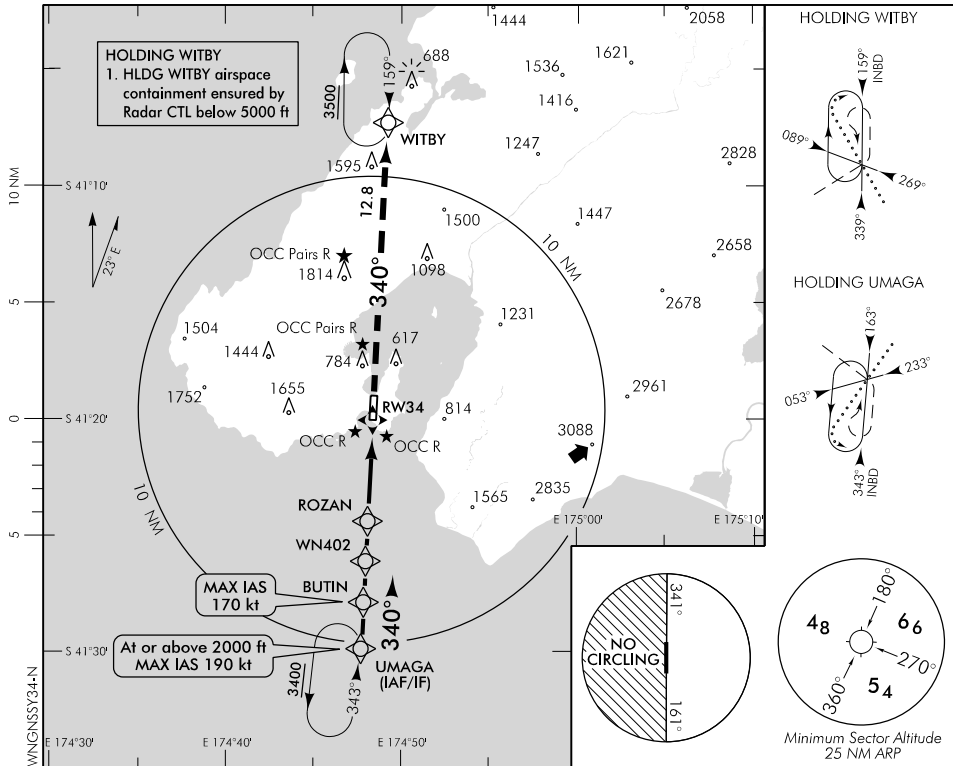 HOLDING WITBY
1. HLDG WITBY airspace
containment ensured by
Radar CTL below 5000 ft
3500
159°
688
WITBY
1444
2058
1621
1536
1416
1247
2828
1595
12.8
1500
1447
2658
10 NM
S 41°10'
23° E
OCC Pairs R
1814
1098
340°
10 NM
2678
5
1504
1444
OCC Pairs R
784
617
1231
1752
1655
2961
0
S 41°20'
RW34
814
OCC R
OCC R
3088
10 NM
ROZAN
1565
2835
E 175°00'
E 175°10'
5
WN402
MAX IAS
170 kt
BUTIN
340°
At or above 2000 ft
MAX IAS 190 kt
S 41°30'
UMAGA
(IAF/IF)
3400
343°
WNGNSSY34-N
E 174°30'
E 174°40'
E 174°50'
HOLDING WITBY
159°
INBD
089°
269°
339°
HOLDING UMAGA
163°
233°
053°
343°
INBD
NO
CIRCLING
341°
161°
180°
48
66
270°
54
360°
Minimum Sector Altitude
25 NM ARP